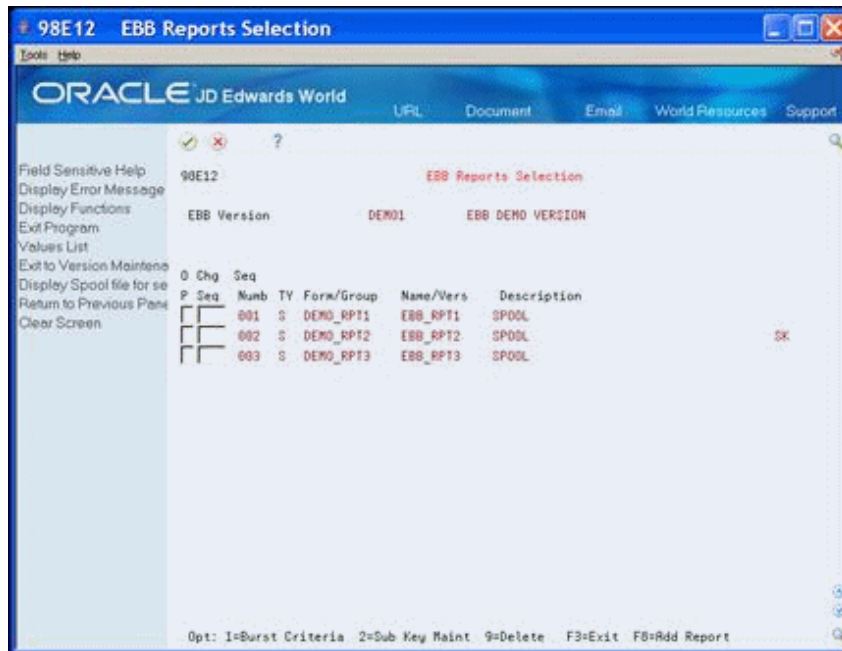 98E12 EBB Reports Selection
Tools Help
ORACLE JD Edwards World
URL Document Email World Resources Support
?
Field Sensitive Help
Display Error Message
Display Functions
Exit Program
Values List
Exit to Version Maintena
Display Spool file for se
Return to Previous Pane
Clear Screen
98E12 EBB Reports Selection
EBB Version DEMO1 EBB DEMO VERSION
O Chg Seq
P Seq Numb TY Form/Group Name/Vers Description
001 S DEMO_RPT1 EBB_RPT1 SPOOL
002 S DEMO_RPT2 EBB_RPT2 SPOOL SK
003 S DEMO_RPT3 EBB_RPT3 SPOOL
Opt: 1=Burst Criteria 2=Sub Key Maint 9=Delete F3=Exit F8=Add Report